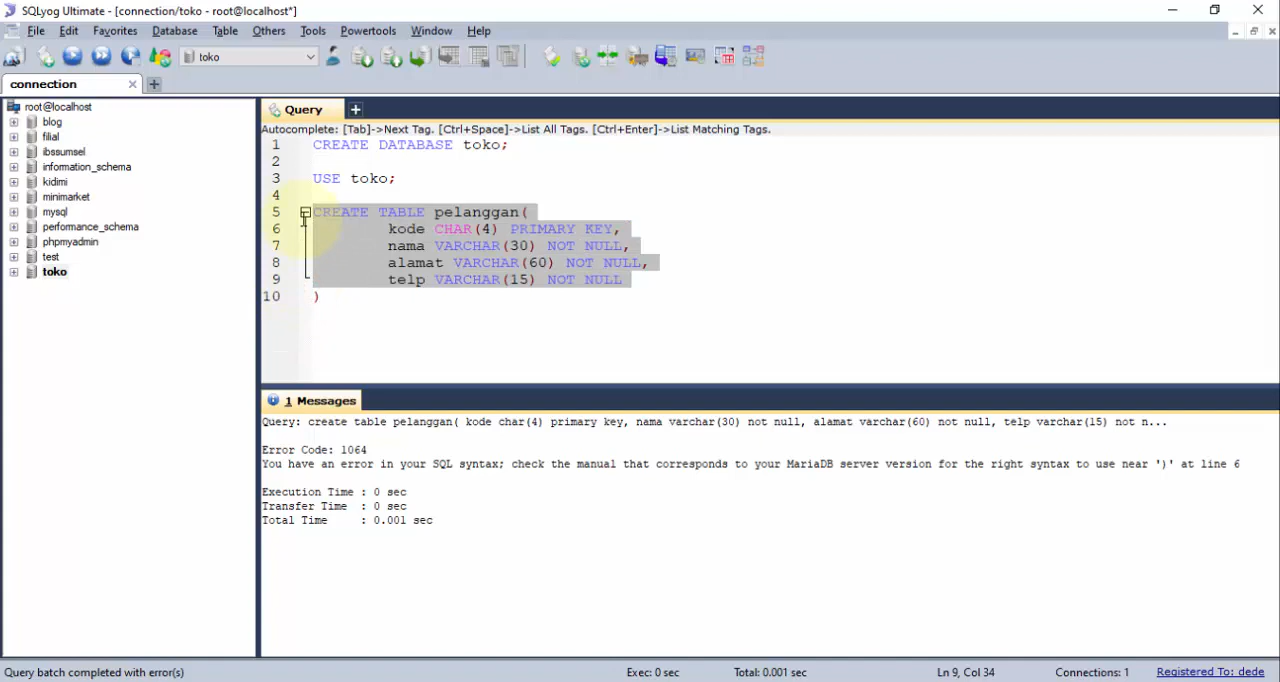 SQLyog Ultimate - [connection/toko - root@localhost*]
File Edit Favorites Database Table Others Tools Powertools Window Help
toko
connection
root@localhost
blog
filial
ibssumsel
information_schema
kidimi
minimarket
mysql
performance_schema
phpmyadmin
test
toko
Query
Autocomplete: [Tab]->Next Tag. [Ctrl+Space]->List All Tags. [Ctrl+Enter]->List Matching Tags.
1 CREATE DATABASE toko;
2
3 USE toko;
4
5 CREATE TABLE pelanggan(
6 kode CHAR(4) PRIMARY KEY,
7 nama VARCHAR(30) NOT NULL,
8 alamat VARCHAR(60) NOT NULL,
9 telp VARCHAR(15) NOT NULL
10 )
1 Messages
Query: create table pelanggan( kode char(4) primary key, nama varchar(30) not null, alamat varchar(60) not null, telp varchar(15) not n...
Error Code: 1064
You have an error in your SQL syntax; check the manual that corresponds to your MariaDB server version for the right syntax to use near ')' at line 6
Execution Time : 0 sec
Transfer Time : 0 sec
Total Time : 0.001 sec
Query batch completed with error(s) Exec: 0 sec Total: 0.001 sec Ln 9, Col 34 Connections: 1 Registered To: dede